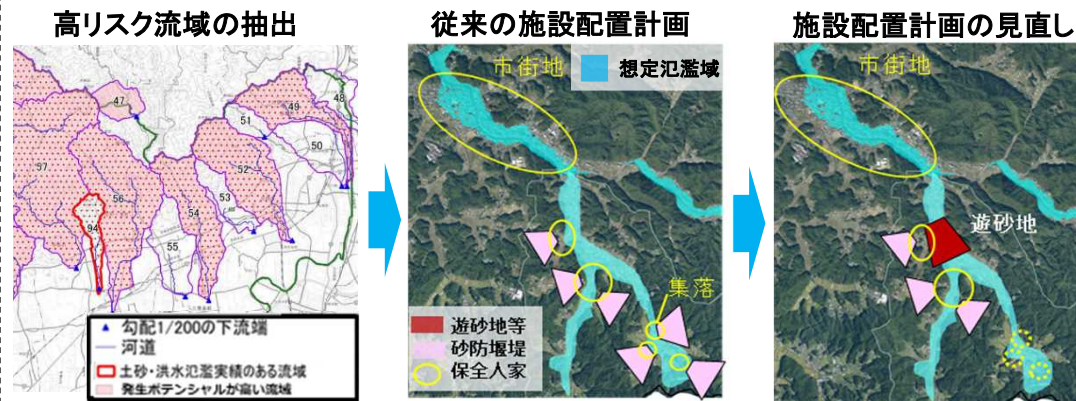 高リスク流域の抽出
47
48
49
51
50
97
56
52
53
54
94
55
▲ 勾配1/200の下流端
河道
土砂・洪水氾濫実績のある流域
発生ポテンシャルが高い流域
従来の施設配置計画
市街地
想定氾濫域
集落
遊砂地等
砂防堰堤
保全人家
施設配置計画の見直し
市街地
遊砂地